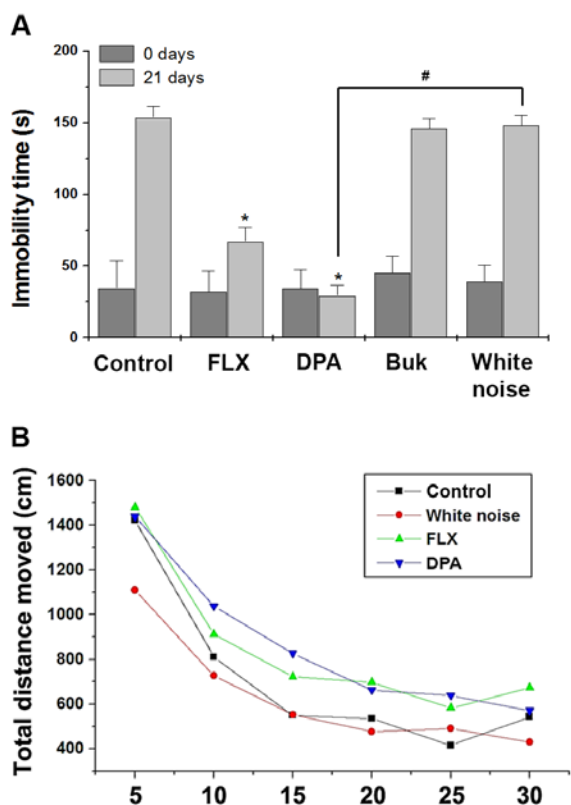 A
200
0 days
21 days
#
150
Immobility time (s)
100
*
50
*
0
Control FLX DPA Buk White noise
B
1600
Control
1400
White noise
FLX
1200
DPA
1000
Total distance moved (cm)
800
600
400
5 10 15 20 25 30